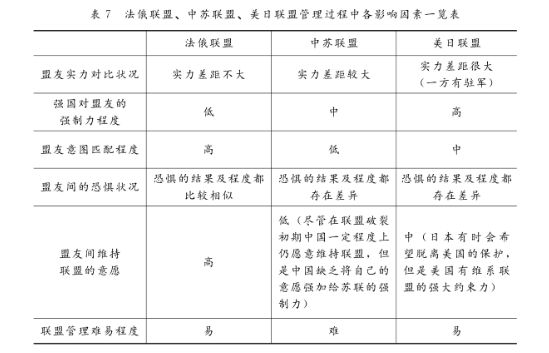 表 7 法俄联盟、中苏联盟、美日联盟管理过程中各影响因素一览表
法俄联盟 中苏联盟 美日联盟
盟友实力对比状况 实力差距不大 实力差距较大 实力差距很大
(一方有驻军)
强国对盟友的
强制力程度 低 中 高
盟友意图匹配程度 高 低 中
盟友间的恐惧状况 恐惧的结果及程度都
比较相似 恐惧的结果及程度都
存在差异 恐惧的结果及程度都
存在差异
盟友间维持
联盟的意愿 高 低(尽管在联盟破裂
初期中国一定程度上
仍愿意维持联盟,但
是中国缺乏将自己的
意愿强加给苏联的强
制力) 中(日本有时会希
望脱离美国的保护,
但是美国有维系联
盟的强大约束力)
联盟管理难易程度 易 难 易